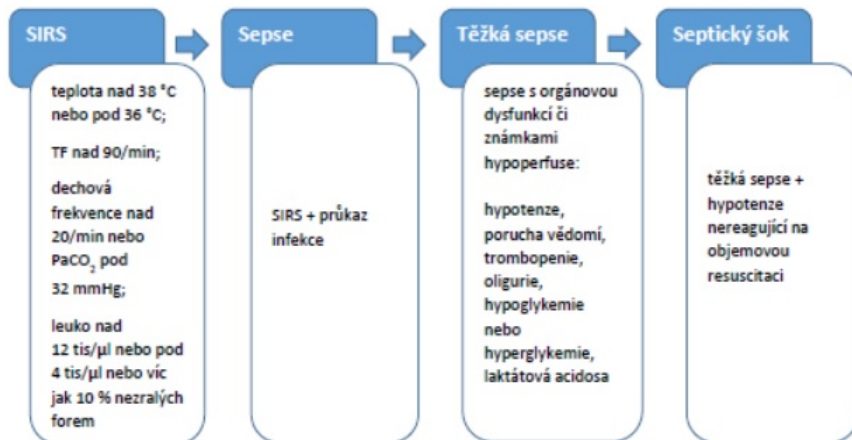 SIRS
teplota nad 38 °C
nebo pod 36 °C;
TF nad 90/min;
dechová
frekvence nad
20/min nebo
PaCO₂ pod
32 mmHg;
leuko nad
12 tis/µl nebo pod
4 tis/µl nebo víc
jak 10 % nezralých
forem
Sepse
SIRS + průkaz
infekce
Těžká sepse
sepse s orgánovou
dysfunkcí či
známkami
hypoperfuse:
hypotenze,
porucha vědomí,
trombopenie,
oligurie,
hypoglykemie
nebo
hyperglykemie,
laktátová acidosa
Septický šok
těžká sepse +
hypotenze
nereagující na
objemovou
resuscitaci